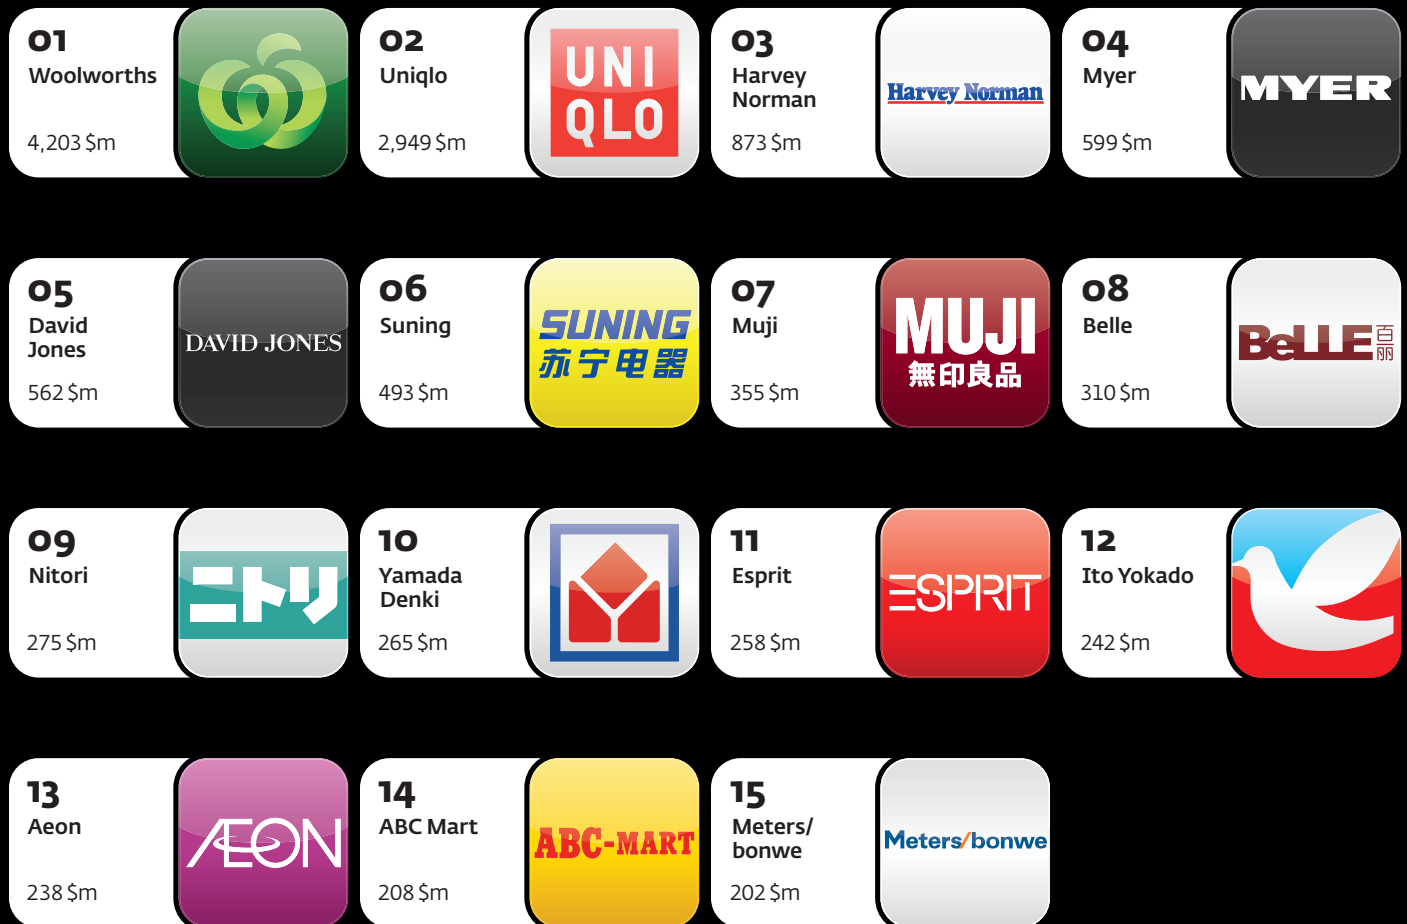 01
Woolworths
4,203 $m
02
Uniqlo
2,949 $m
UNI
QLO
03
Harvey
Norman
873 $m
Harvey Norman
04
Myer
599 $m
MYER
05
David
Jones
562 $m
DAVID JONES
06
Suning
493 $m
SUNING
苏宁电器
07
Muji
355 $m
MUJI
無印良品
08
Belle
310 $m
BeLLE
百丽
09
Nitori
275 $m
ニトリ
10
Yamada
Denki
265 $m
11
Esprit
258 $m
ESPRIT
12
Ito Yokado
242 $m
13
Aeon
238 $m
ÆON
14
ABC Mart
208 $m
ABC-MART
15
Meters/
bonwe
202 $m
Meters/bonwe